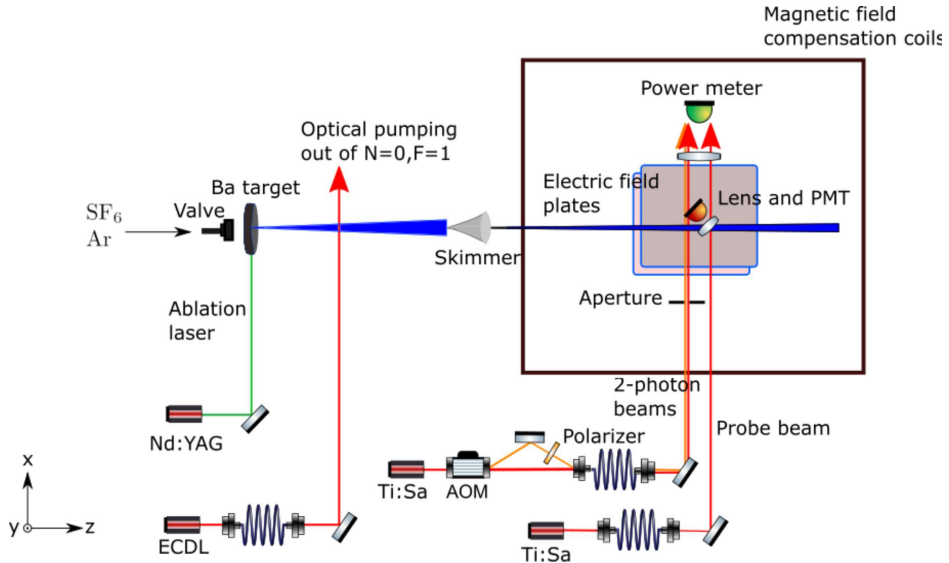 Magnetic field
compensation coils
Power meter
Optical pumping
out of N=0,F=1
Ba target
Electric field
plates
Lens and PMT
Valve
SF₆
Ar
Skimmer
Aperture
Ablation
laser
2-photon
beams
Polarizer
Probe beam
Nd:YAG
Ti:Sa
AOM
x
y
z
ECDL
Ti:Sa